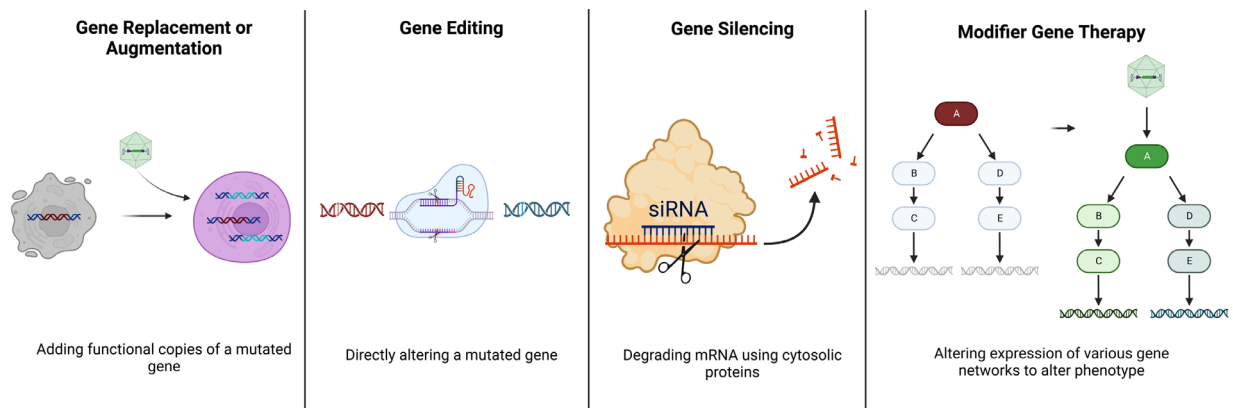 Gene Replacement or
Augmentation
Adding functional copies of a mutated
gene
Gene Editing
Directly altering a mutated gene
Gene Silencing
siRNA
Degrading mRNA using cytosolic
proteins
Modifier Gene Therapy
A
B
D
C
E
A
B
D
C
E
Altering expression of various gene
networks to alter phenotype